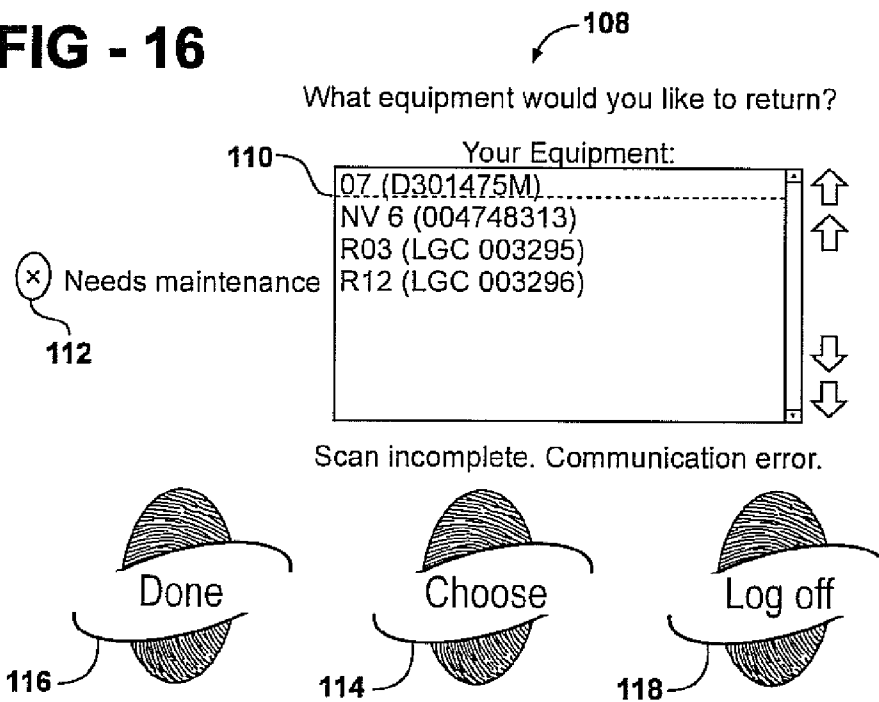 FIG - 16
108
What equipment would you like to return?
110
Your Equipment:
07 (D301475M)
NV 6 (004748313)
R03 (LGC 003295)
R12 (LGC 003296)
× Needs maintenance
112
Scan incomplete. Communication error.
Done
Choose
Log off
116
114
118